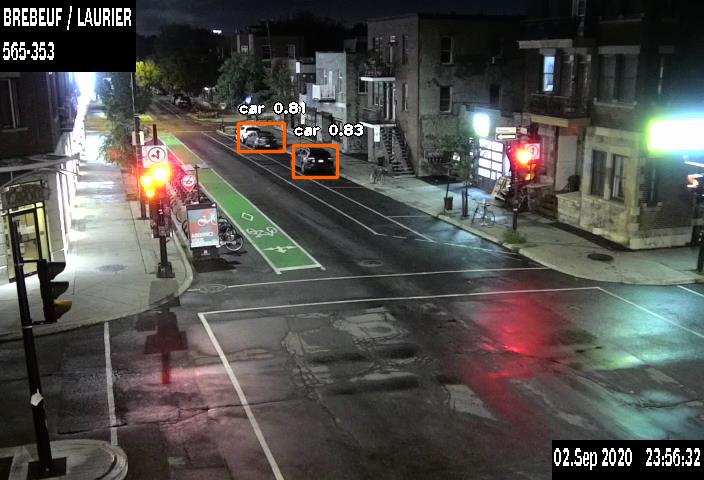 BREBEUF / LAURIER
565-353
car 0.81
car 0.83
02.Sep 2020 23:56:32